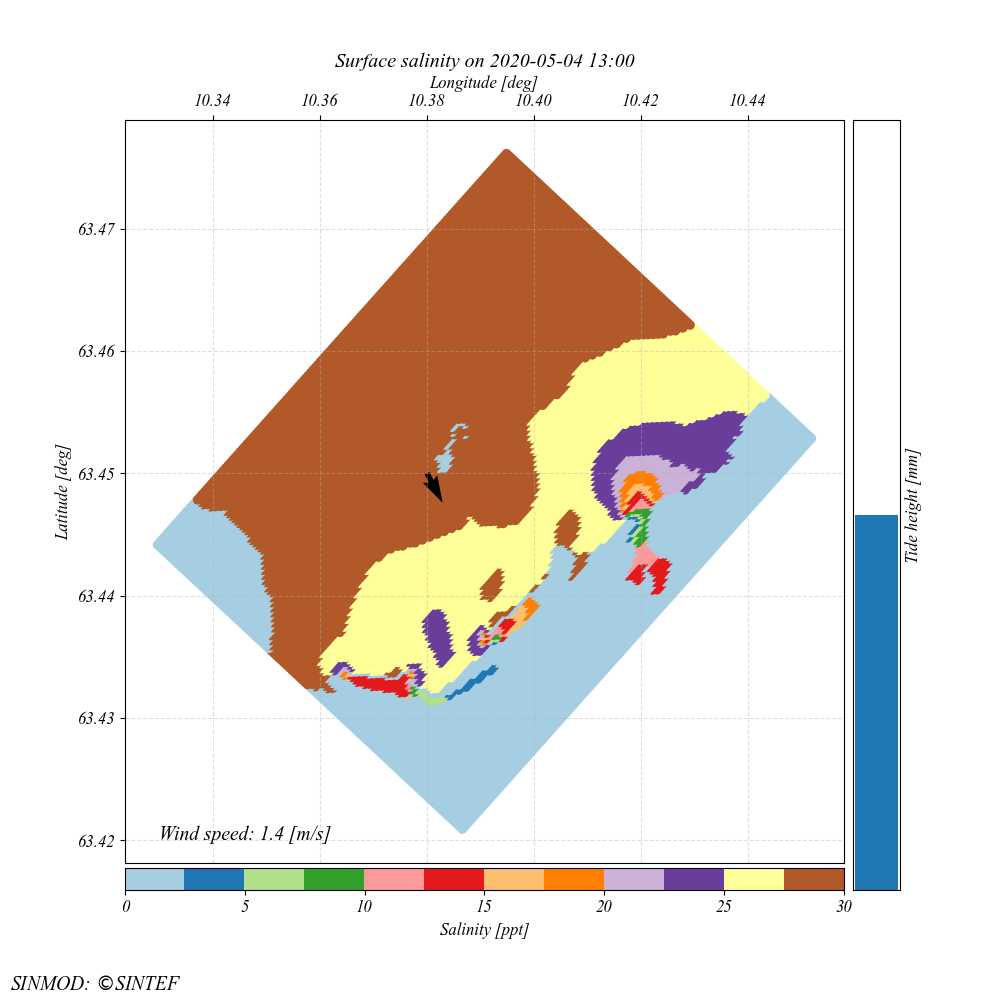 Surface salinity on 2020-05-04 13:00
Longitude [deg]
10.34 10.36 10.38 10.40 10.42 10.44
63.47
63.46
63.45
63.44
63.43
63.42
Latitude [deg]
Tide height [mm]
Wind speed: 1.4 [m/s]
0 5 10 15 20 25 30
Salinity [ppt]
SINMOD: ©SINTEF